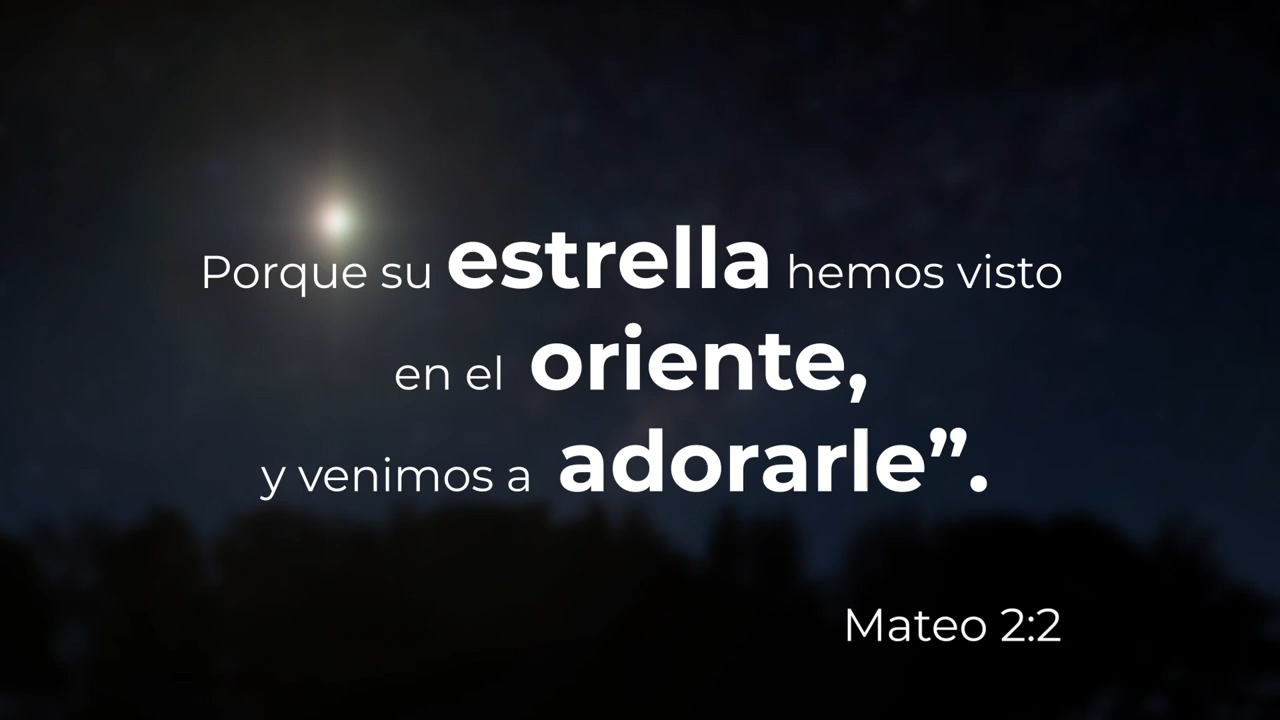 Porque su estrella hemos visto
en el oriente,
y venimos a adorarle”.
Mateo 2:2